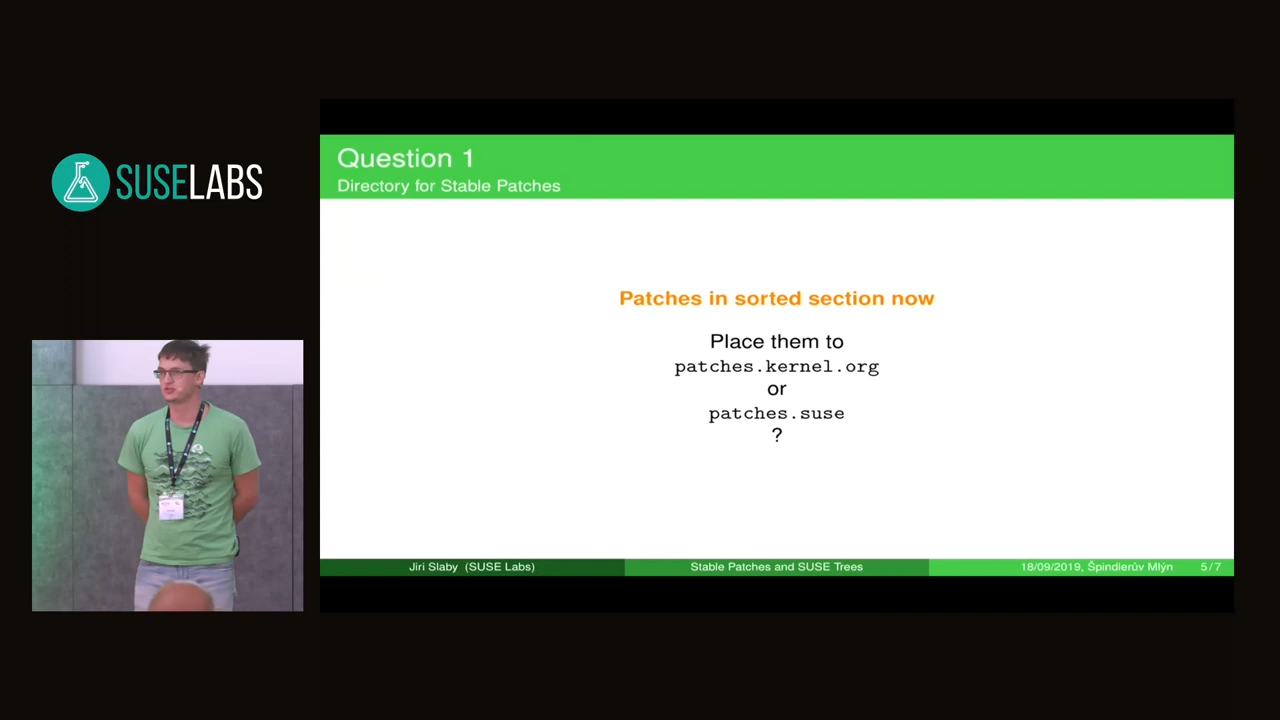 SUSELABS
Question 1
Directory for Stable Patches
Patches in sorted section now
Place them to
patches.kernel.org
or
patches.suse
?
Jiri Slaby (SUSE Labs)
Stable Patches and SUSE Trees
18/09/2019, Špindlerův Mlýn
5/7